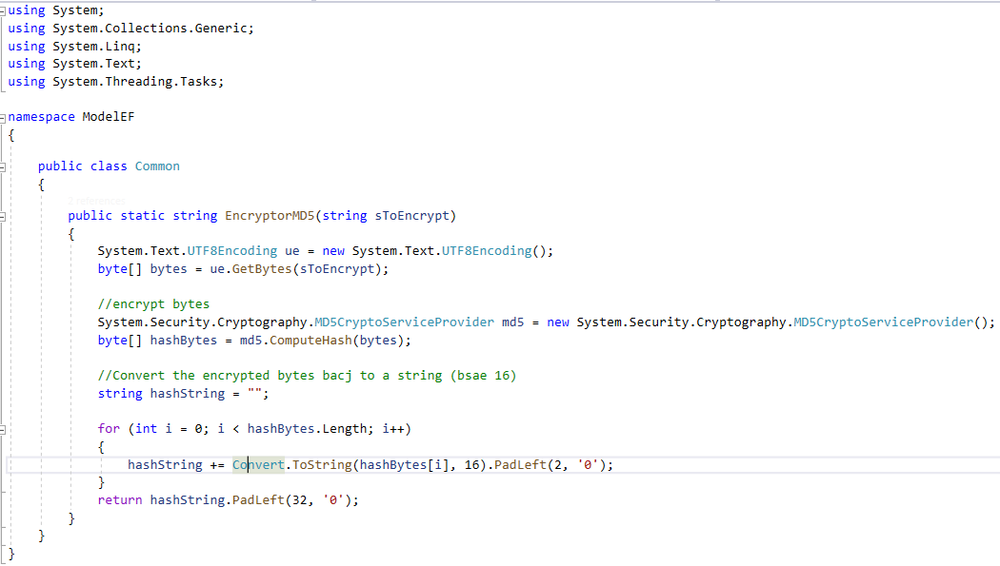 using System;
using System.Collections.Generic;
using System.Linq;
using System.Text;
using System.Threading.Tasks;
namespace ModelEF
{
public class Common
{
2 references
public static string EncryptorMD5(string sToEncrypt)
{
System.Text.UTF8Encoding ue = new System.Text.UTF8Encoding();
byte[] bytes = ue.GetBytes(sToEncrypt);
//encrypt bytes
System.Security.Cryptography.MD5CryptoServiceProvider md5 = new System.Security.Cryptography.MD5CryptoServiceProvider();
byte[] hashBytes = md5.ComputeHash(bytes);
//Convert the encrypted bytes bacj to a string (bsae 16)
string hashString = "";
for (int i = 0; i < hashBytes.Length; i++)
{
hashString += Convert.ToString(hashBytes[i], 16).PadLeft(2, '0');
}
return hashString.PadLeft(32, '0');
}
}
}